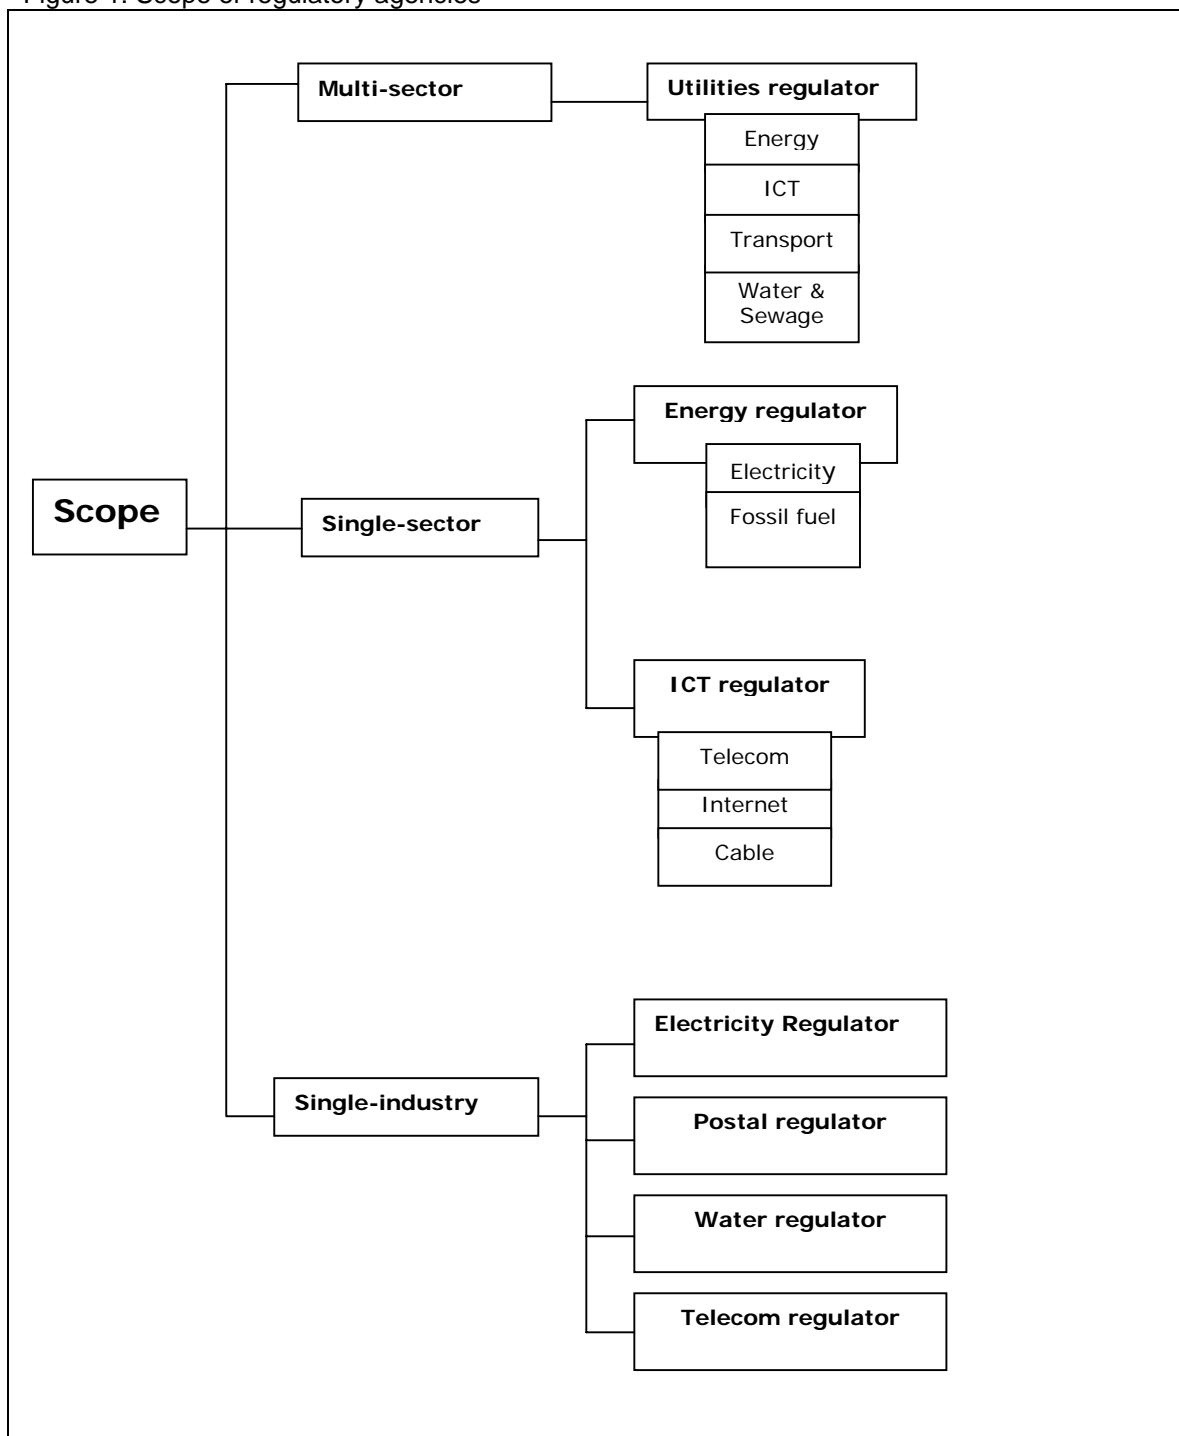 Figure 1: Scope of regulatory agencies
Multi-sector
Utilities regulator
Energy
ICT
Transport
Water &
Sewage
Energy regulator
Electricity
Fossil fuel
Scope
Single-sector
ICT regulator
Telecom
Internet
Cable
Electricity Regulator
Single-industry
Postal regulator
Water regulator
Telecom regulator